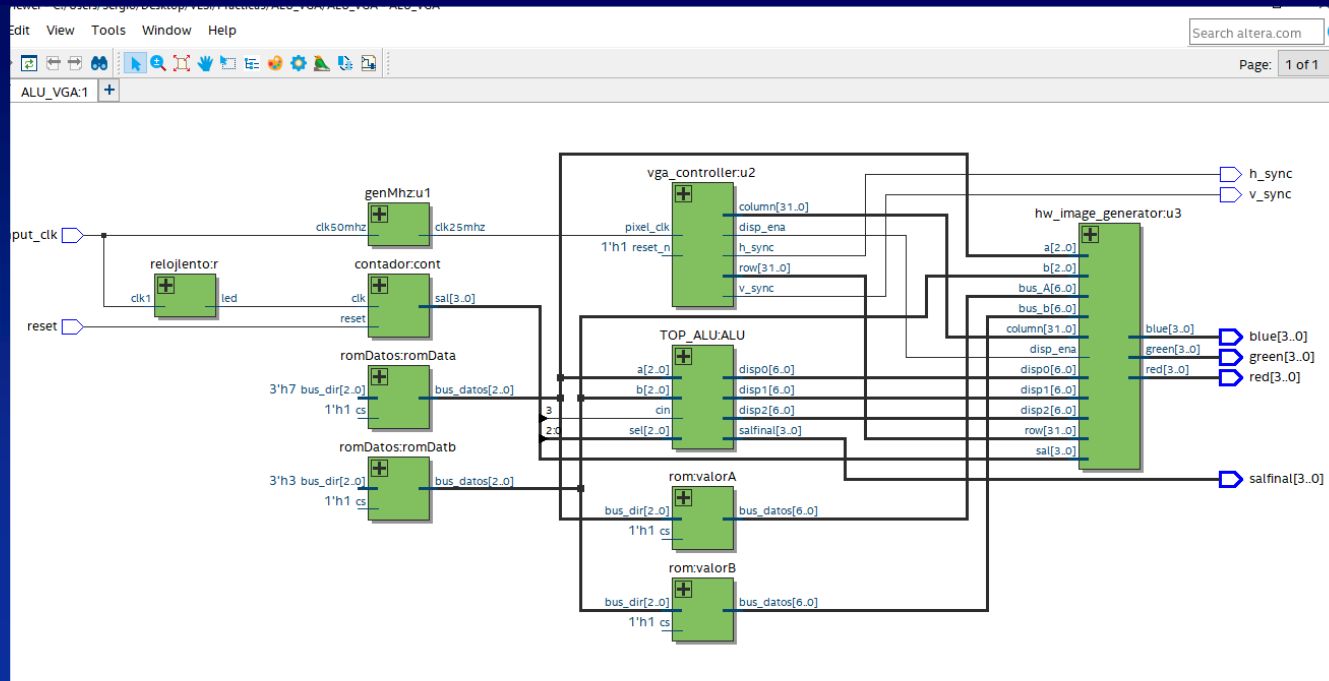 Edit View Tools Window Help
Search altera.com
Page: 1 of 1
ALU_VGA:1
genMhz:u1
clk50mhz clk25mhz
input_clk
relojlento:r
clk1 led
contador:cont
clk sal[3..0]
reset
reset
romDatos:romData
3'h7 bus_dir[2..0] bus_datos[2..0]
1'h1 cs
romDatos:romDatb
3'h3 bus_dir[2..0] bus_datos[2..0]
1'h1 cs
vga_controller:u2
column[31..0]
pixel_clk disp_ena
1'h1 reset_n h_sync
row[31..0]
v_sync
TOP_ALU:ALU
a[2..0] disp0[6..0]
b[2..0] disp1[6..0]
3 cin disp2[6..0]
2:0 sel[2..0] salfinal[3..0]
rom:valorA
bus_dir[2..0] bus_datos[6..0]
1'h1 cs
rom:valorB
bus_dir[2..0] bus_datos[6..0]
1'h1 cs
hw_image_generator:u3
a[2..0]
b[2..0]
bus_A[6..0]
bus_b[6..0]
column[31..0] blue[3..0]
disp_ena green[3..0]
disp0[6..0] red[3..0]
disp1[6..0]
disp2[6..0]
row[31..0]
sal[3..0]
h_sync
v_sync
blue[3..0]
green[3..0]
red[3..0]
salfinal[3..0]